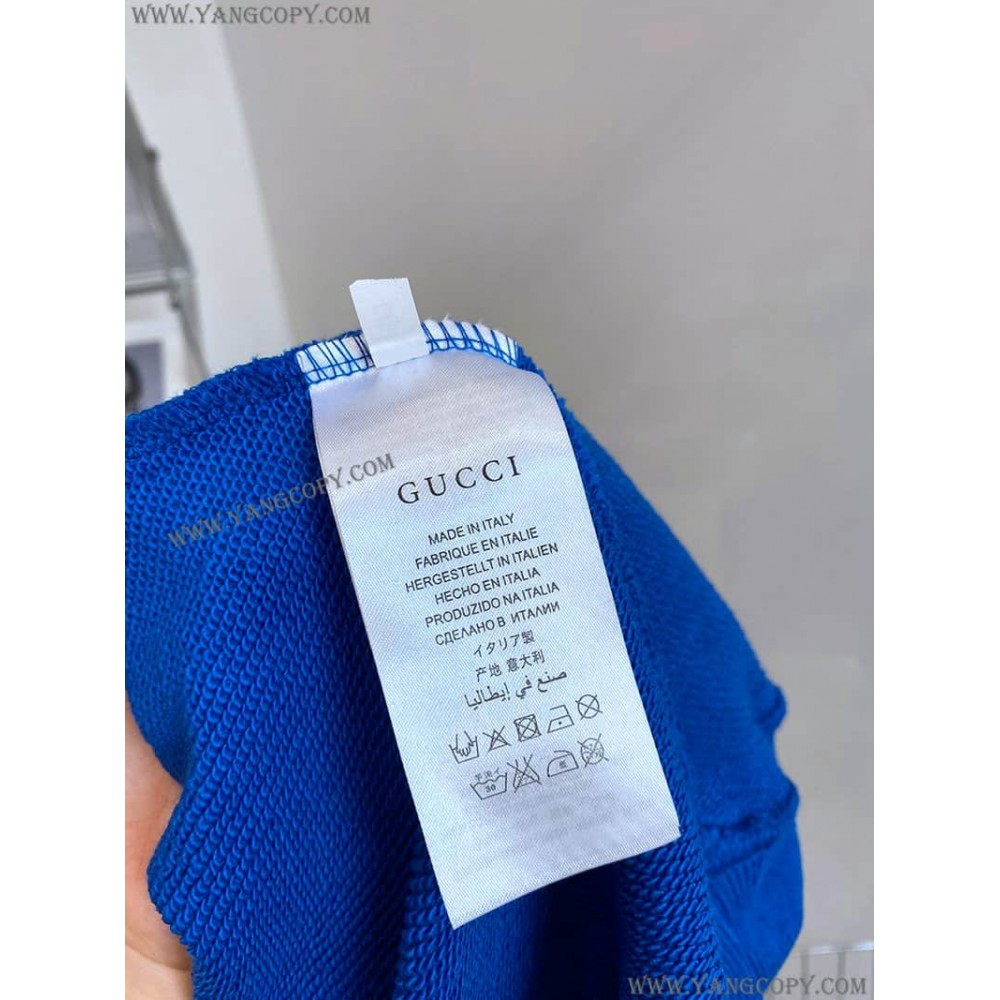 WWW.YANGCOPY.COM
WWW.YANGCOPY.COM
GUCCI
MADE IN ITALY
FABRIQUE EN ITALIE
HERGESTELLT IN ITALIEN
HECHO EN ITALIA
PRODUZIDO NA ITALIA
СДЕЛАНО В ИТАЛИИ
イタリア製
产地 意大利
صنع في إيطاليا
30
WWW.YANGCOPY.COM